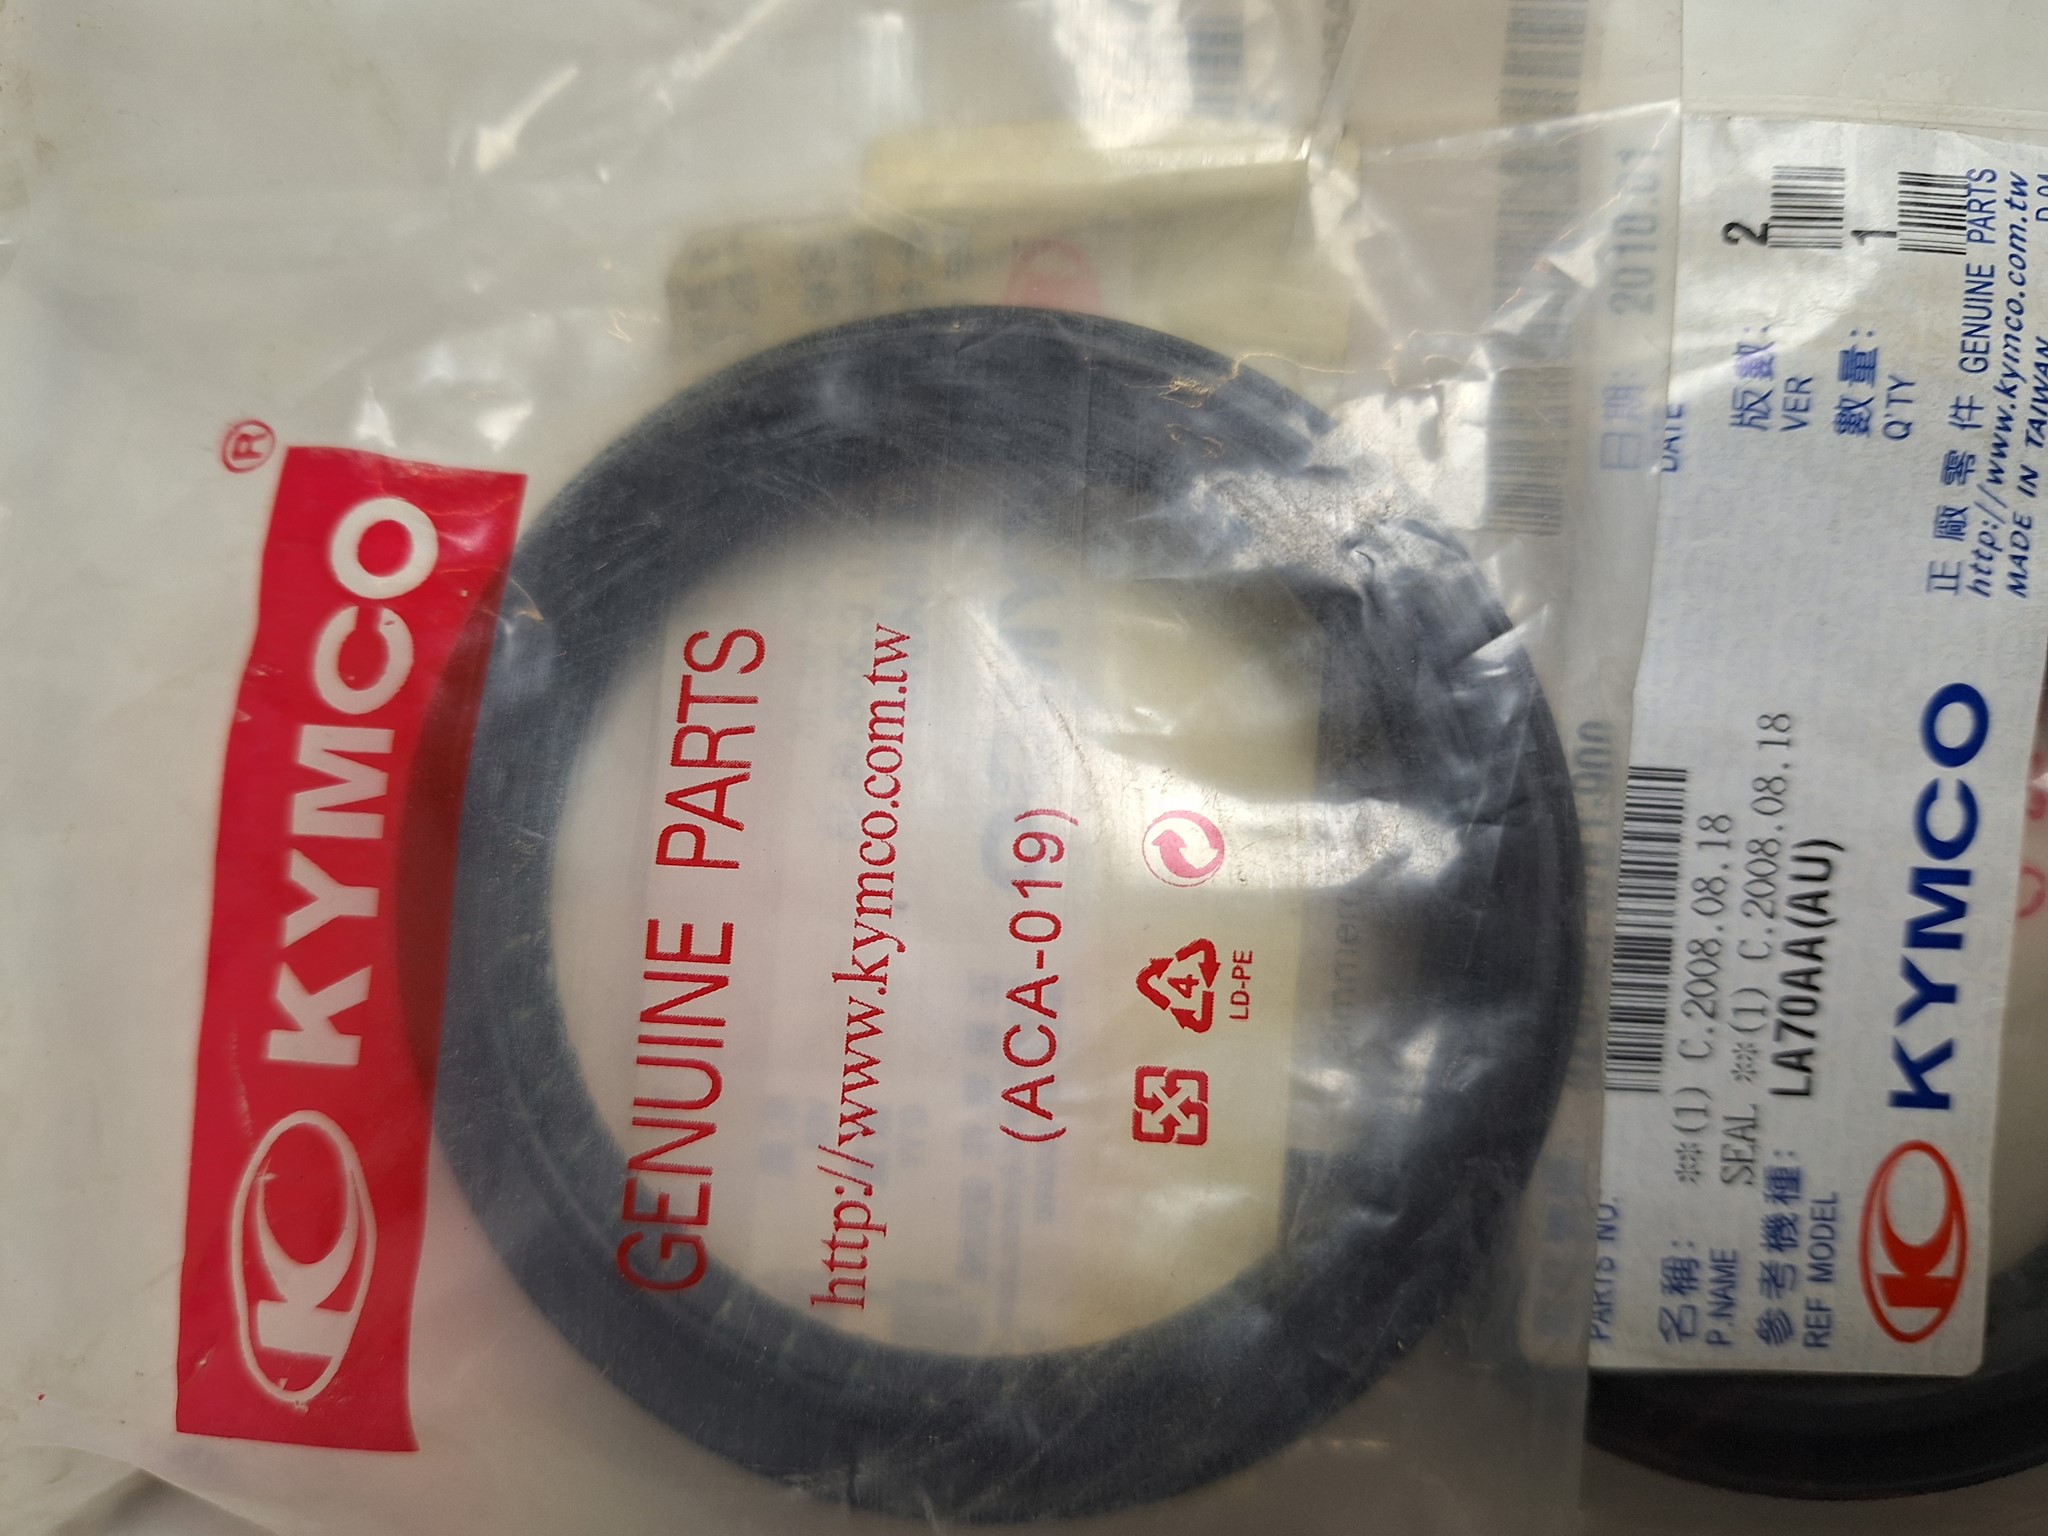 KYMCO ®
GENUINE PARTS
http://www.kymco.com.tw
(ACA-019)
4
LD-PE
日期: 2010.01
DATE
PARTS NO.
名稱: **(1) C.2008.08.18
P.NAME SEAL **(1) C.2008.08.18
參考機種: LA70AA(AU)
REF MODEL
版數: 2
VER
數量: 1
Q'TY
KYMCO
正廠零件 GENUINE PARTS
http://www.kymco.com.tw
MADE IN TAIWAN